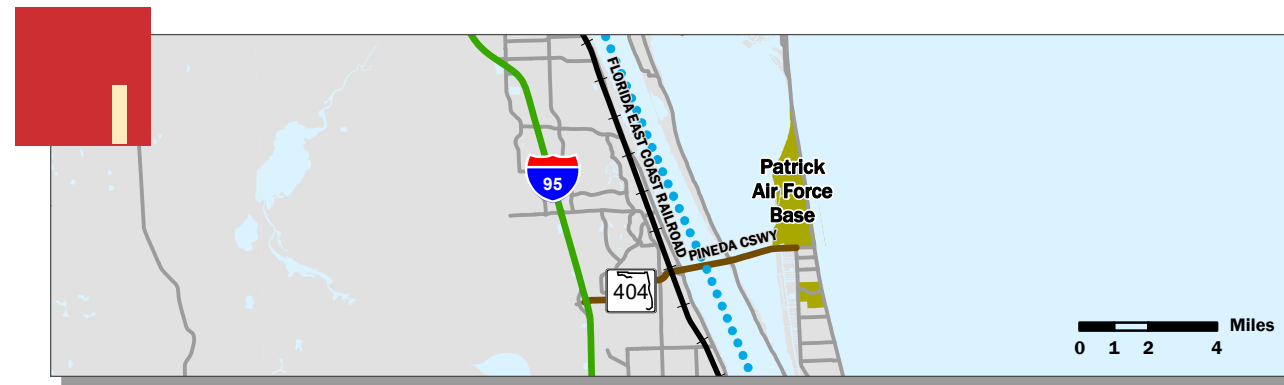 FLORIDA EAST COAST RAILROAD
95
Patrick
Air Force
Base
PINEDA CSWY
404
Miles
0 1 2 4